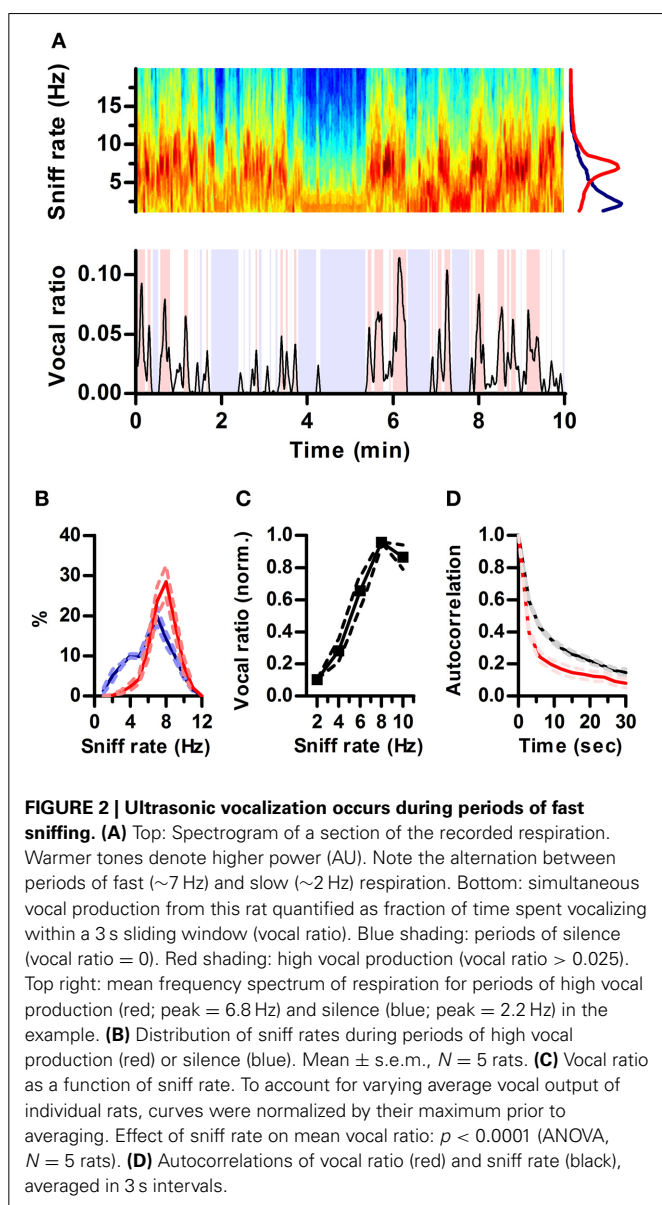 A
Sniff rate (Hz)
15
10
5
Vocal ratio
0.10
0.05
0.00
0 2 4 6 8 10
Time (min)
B
%
40
30
20
10
0
0 4 8 12
Sniff rate (Hz)
C
Vocal ratio (norm.)
1.0
0.8
0.6
0.4
0.2
0.0
2 4 6 8 10
Sniff rate (Hz)
D
Autocorrelation
1.0
0.8
0.6
0.4
0.2
0.0
0 10 20 30
Time (sec)
FIGURE 2 | Ultrasonic vocalization occurs during periods of fast
sniffing. (A) Top: Spectrogram of a section of the recorded respiration.
Warmer tones denote higher power (AU). Note the alternation between
periods of fast (∼7 Hz) and slow (∼2 Hz) respiration. Bottom: simultaneous
vocal production from this rat quantified as fraction of time spent vocalizing
within a 3 s sliding window (vocal ratio). Blue shading: periods of silence
(vocal ratio = 0). Red shading: high vocal production (vocal ratio > 0.025).
Top right: mean frequency spectrum of respiration for periods of high vocal
production (red; peak = 6.8 Hz) and silence (blue; peak = 2.2 Hz) in the
example. (B) Distribution of sniff rates during periods of high vocal
production (red) or silence (blue). Mean ± s.e.m., N = 5 rats. (C) Vocal ratio
as a function of sniff rate. To account for varying average vocal output of
individual rats, curves were normalized by their maximum prior to
averaging. Effect of sniff rate on mean vocal ratio: p < 0.0001 (ANOVA,
N = 5 rats). (D) Autocorrelations of vocal ratio (red) and sniff rate (black),
averaged in 3 s intervals.